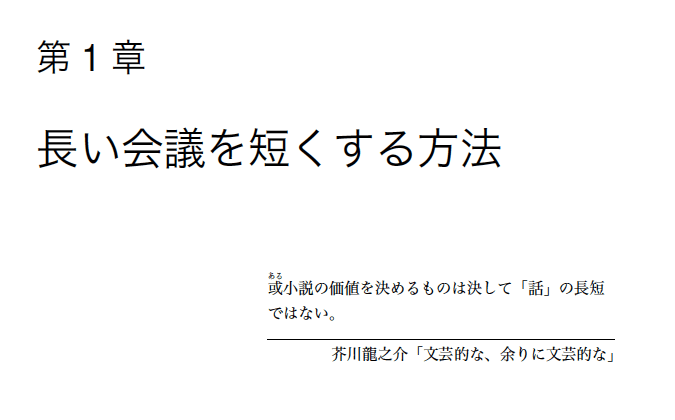 第 1 章
長い会議を短くする方法
ある
或小説の価値を決めるものは決して「話」の長短
ではない。
芥川龍之介「文芸的な、余りに文芸的な」